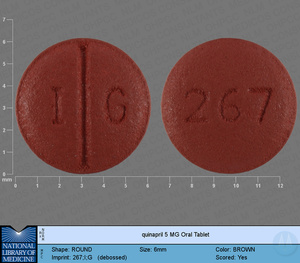 7
6
5
4
3
2
1
0
mm
I G
267
0 1 2 3 4 5 6 7 8 9 10 11 12
quinapril 5 MG Oral Tablet
NATIONAL
LIBRARY OF
MEDICINE
Shape: ROUND Size: 6mm Color: BROWN
Imprint: 267;I;G (debossed) Scored: Yes